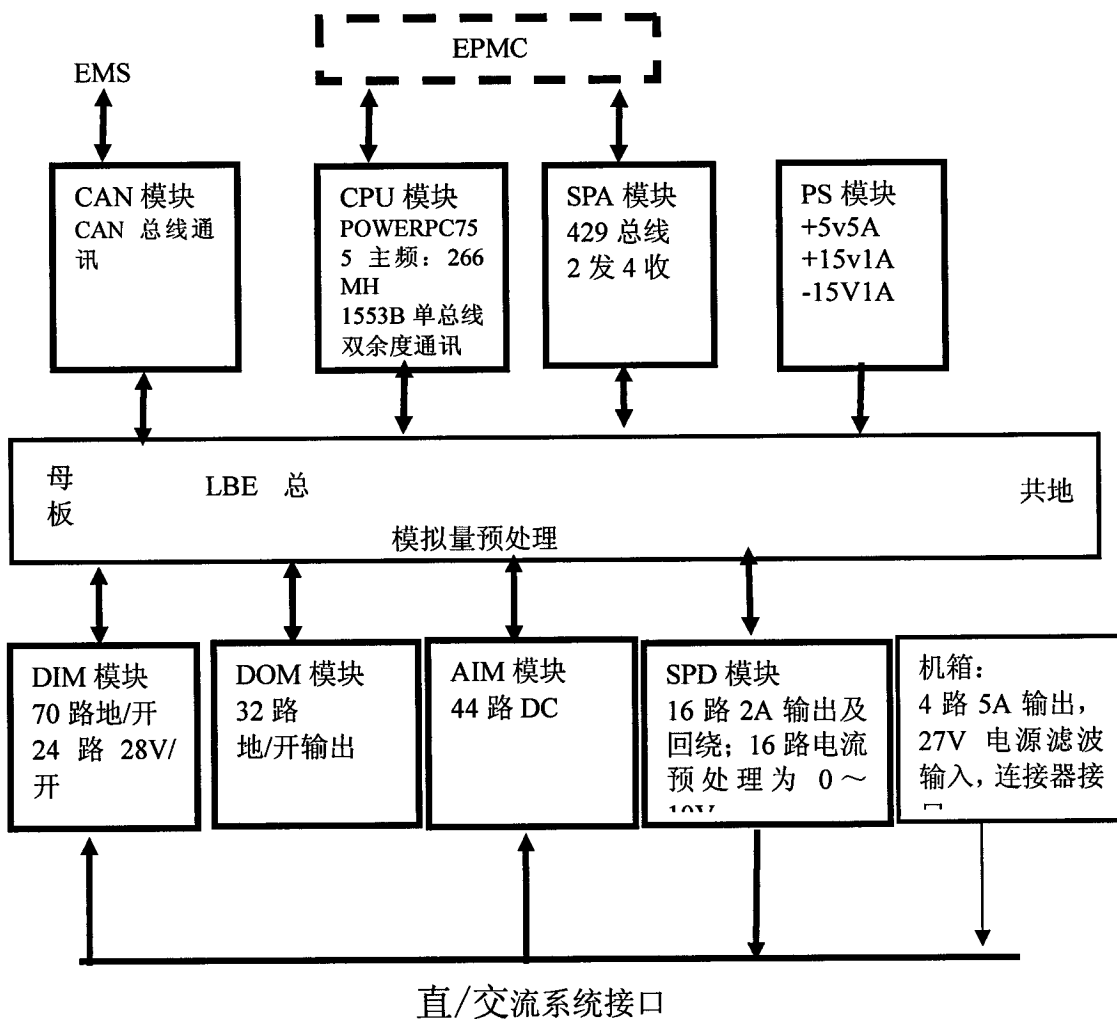 EPMC
EMS
CAN 模块
CAN 总线通
讯
CPU 模块
POWERPC75
5 主频：266
MH
1553B 单总线
双余度通讯
SPA 模块
429 总线
2 发 4 收
PS 模块
+5v5A
+15v1A
-15V1A
母
板
LBE 总
共地
模拟量预处理
DIM 模块
70 路地/开
24 路 28V/
开
DOM 模块
32 路
地/开输出
AIM 模块
44 路 DC
SPD 模块
16 路 2A 输出及
回绕；16 路电流
预处理为 0～
10V
机箱：
4 路 5A 输出，
27V 电源滤波
输入，连接器接
直/交流系统接口